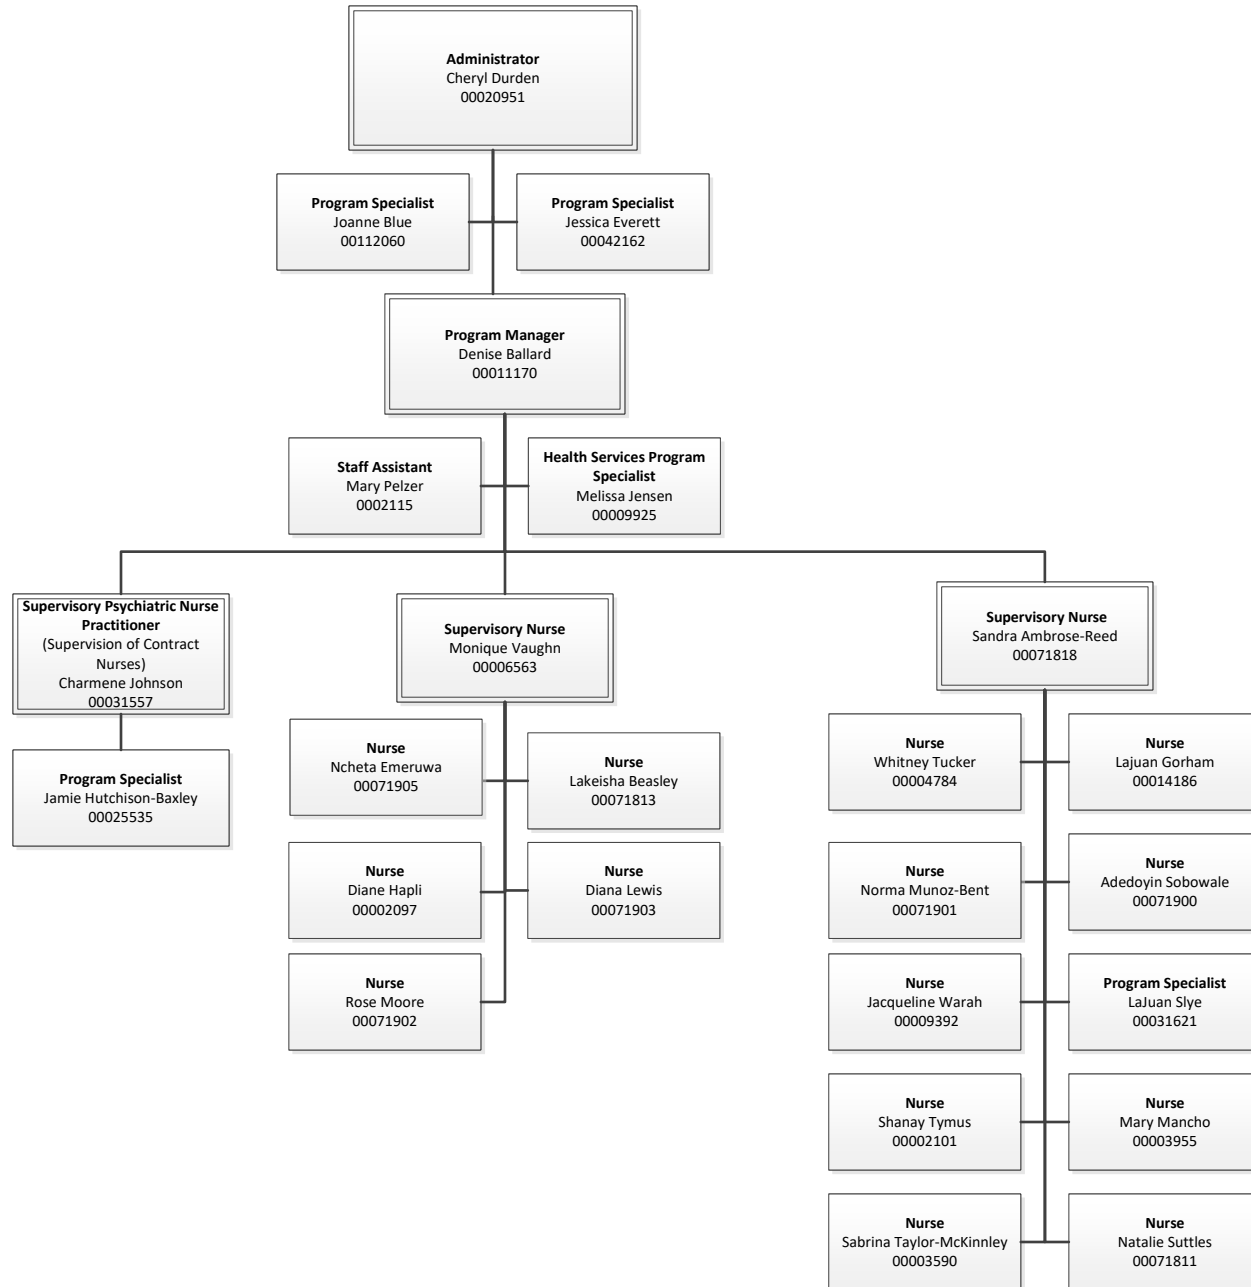 Administrator
Cheryl Durden
00020951
Program Specialist
Joanne Blue
00112060
Program Specialist
Jessica Everett
00042162
Program Manager
Denise Ballard
00011170
Staff Assistant
Mary Pelzer
0002115
Health Services Program
Specialist
Melissa Jensen
00009925
Supervisory Psychiatric Nurse
Practitioner
(Supervision of Contract
Nurses)
Charmene Johnson
00031557
Program Specialist
Jamie Hutchison-Baxley
00025535
Supervisory Nurse
Monique Vaughn
00006563
Nurse
Ncheta Emeruwa
00071905
Nurse
Lakeisha Beasley
00071813
Nurse
Diane Hapli
00002097
Nurse
Diana Lewis
00071903
Nurse
Rose Moore
00071902
Supervisory Nurse
Sandra Ambrose-Reed
00071818
Nurse
Whitney Tucker
00004784
Nurse
Lajuan Gorham
00014186
Nurse
Norma Munoz-Bent
00071901
Nurse
Adedoyin Sobowale
00071900
Nurse
Jacqueline Warah
00009392
Program Specialist
LaJuan Slye
00031621
Nurse
Shanay Tymus
00002101
Nurse
Mary Mancho
00003955
Nurse
Sabrina Taylor-McKinnley
00003590
Nurse
Natalie Suttles
00071811